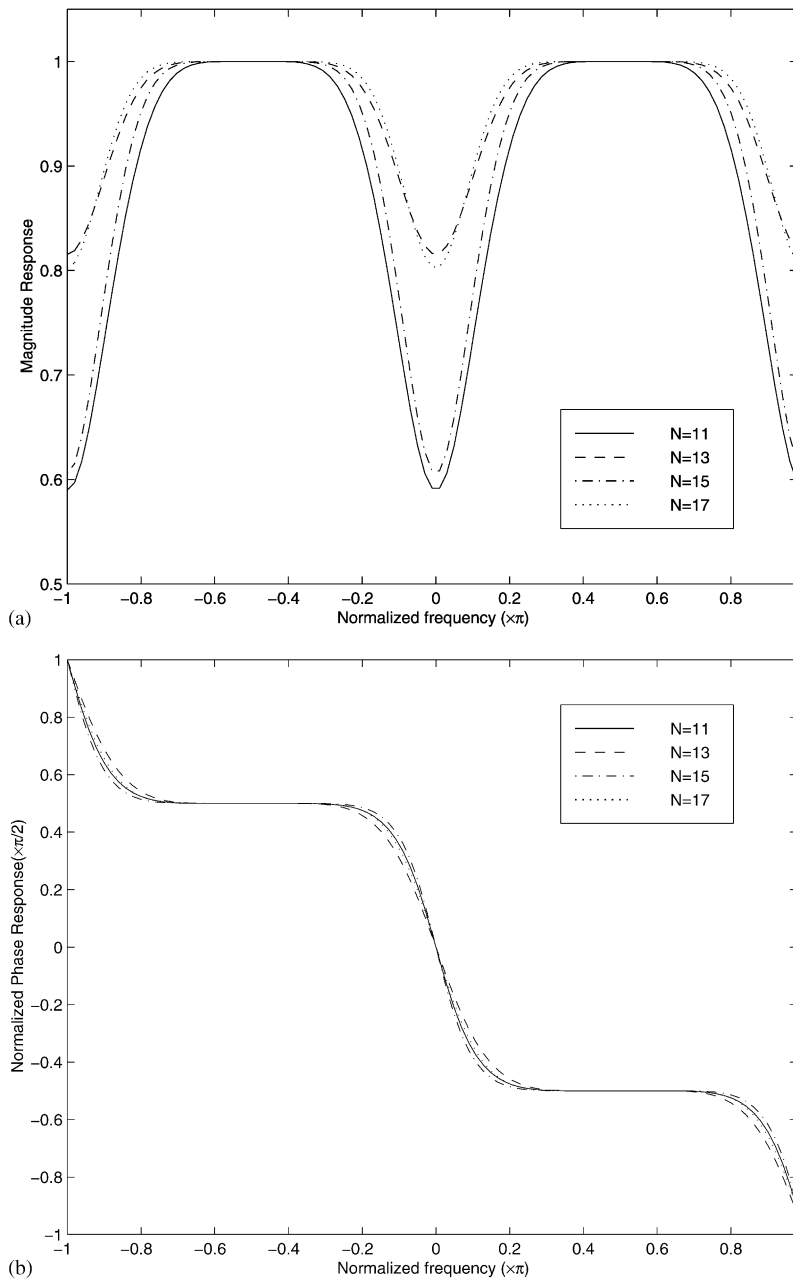 1
0.9
0.8
0.7
0.6
0.5
Magnitude Response
N=11
N=13
N=15
N=17
−1
−0.8
−0.6
−0.4
−0.2
0
0.2
0.4
0.6
0.8
(a)
Normalized frequency (×π)
1
0.8
0.6
0.4
0.2
0
−0.2
−0.4
−0.6
−0.8
−1
Normalized Phase Response(×π/2)
N=11
N=13
N=15
N=17
−1
−0.8
−0.6
−0.4
−0.2
0
0.2
0.4
0.6
0.8
(b)
Normalized frequency (×π)